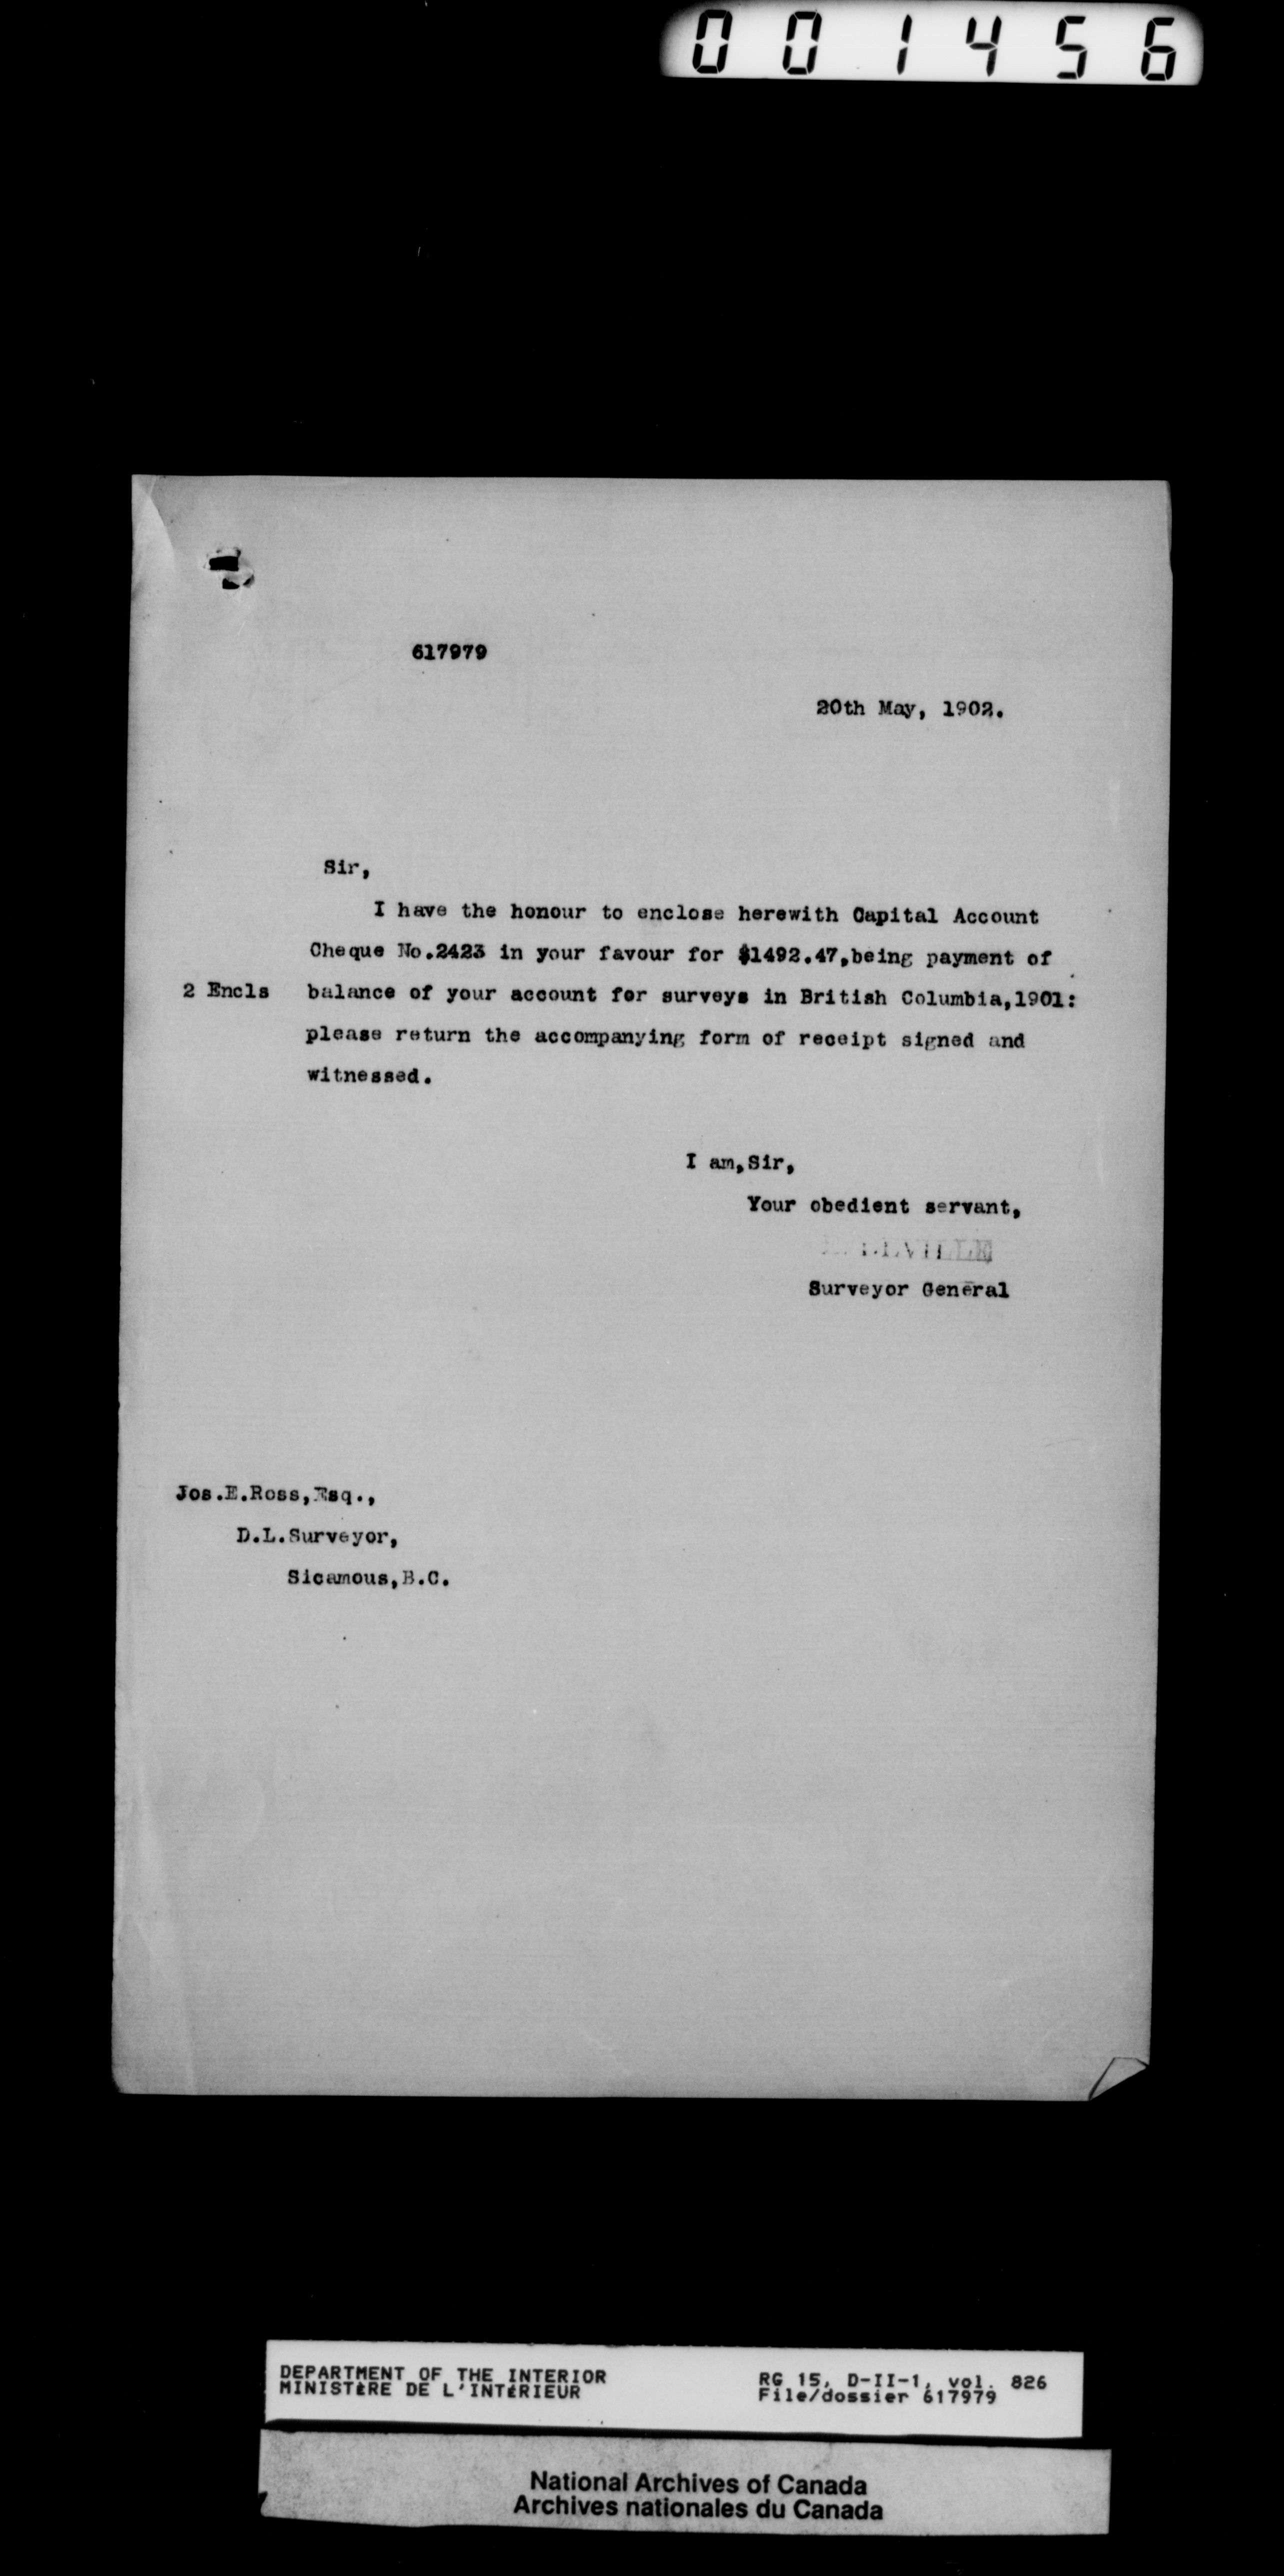 001456
617979
20th May, 1902.
Sir,
I have the honour to enclose herewith Capital Account
Cheque No.2423 in your favour for $1492.47,being payment of
2 Encls balance of your account for surveys in British Columbia,1901:
please return the accompanying form of receipt signed and
witnessed.
I am,Sir,
Your obedient servant,
Surveyor General
Jos.E.Ross,Esq.,
D.L.Surveyor,
Sicamous,B.C.
DEPARTMENT OF THE INTERIOR
MINISTÈRE DE L'INTÉRIEUR
RG 15, D-II-1, vol. 826
File/dossier 617979
National Archives of Canada
Archives nationales du Canada